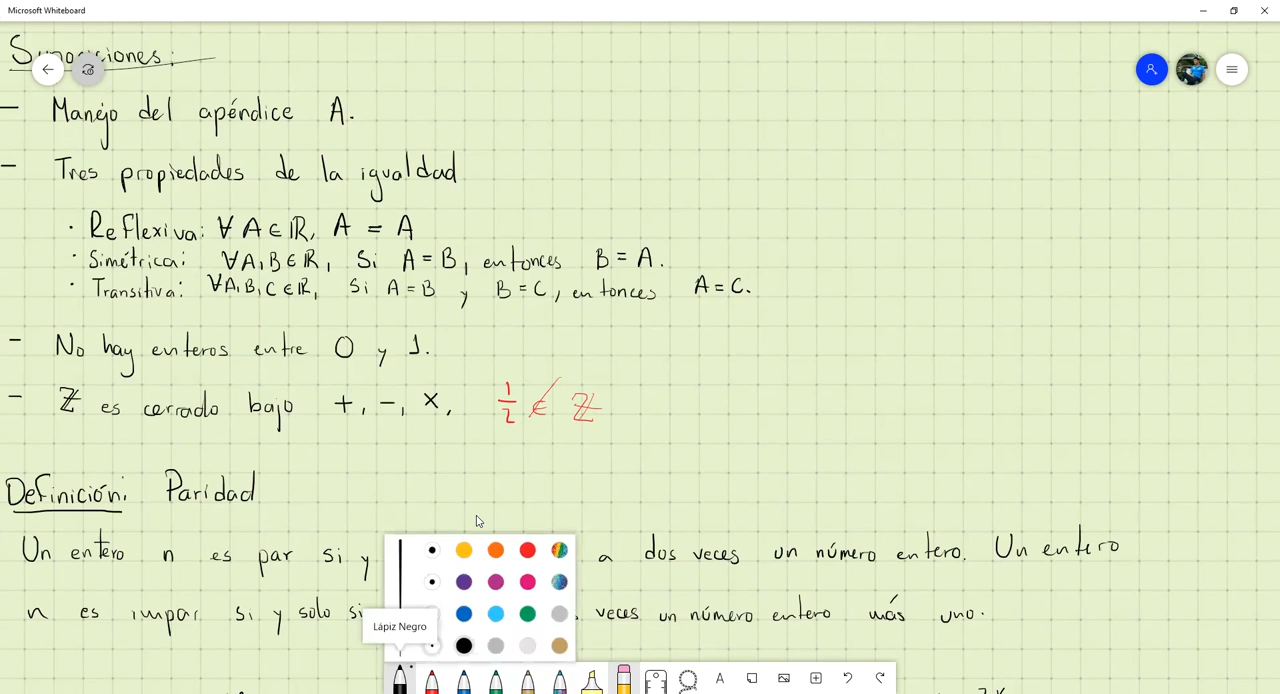 Microsoft Whiteboard
Suposiciones:
- Manejo del apéndice A.
- Tres propiedades de la igualdad
· Reflexiva: ∀ A ∈ ℝ, A = A
· Simétrica: ∀A,B ∈ ℝ, Si A = B, entonces B = A.
· Transitiva: ∀A,B,C ∈ ℝ, Si A = B y B = C, entonces A = C.
- No hay enteros entre 0 y 1.
- ℤ es cerrado bajo +, -, ×, 1/2 ∉ ℤ
Definición: Paridad
Un entero n es par si y a dos veces un número entero. Un entero
n es impar si y solo si veces un número entero más uno.
Lápiz Negro